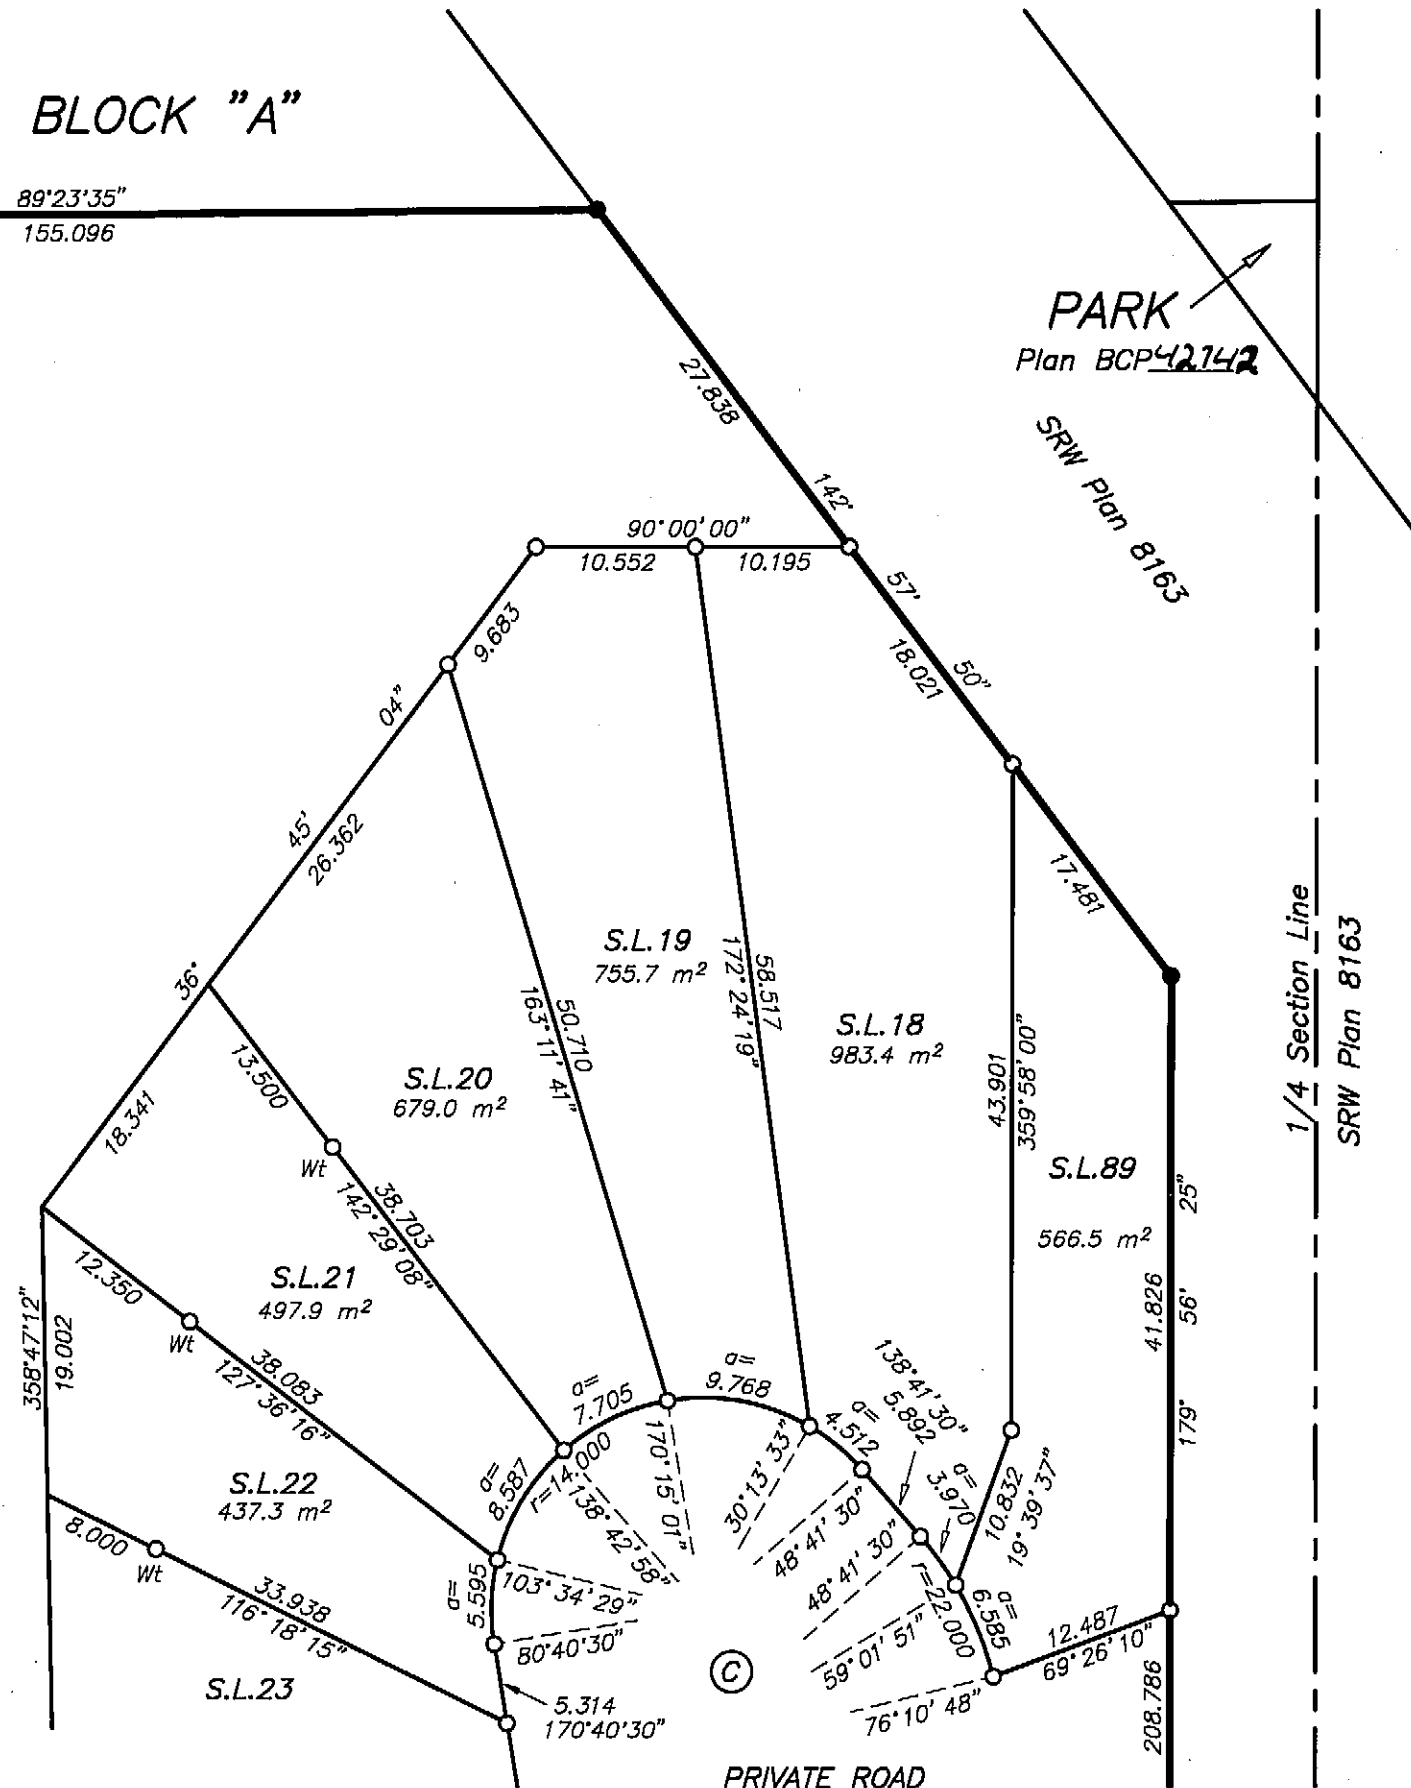 BLOCK "A"
89°23'35"
155.096
27.838
142°
57'
50"
18.021
17.481
PARK
Plan BCP42742
SRW Plan 8163
90°00'00"
10.552
10.195
9.683
36°
45'
04"
26.362
18.341
S.L.19
755.7 m²
58.517
172°24'19"
S.L.18
983.4 m²
50.710
163°11'41"
S.L.20
679.0 m²
13.500
Wt
38.703
142°29'08"
43.901
359°58'00"
S.L.89
566.5 m²
179°
56'
25"
41.826
1/4 Section Line
SRW Plan 8163
S.L.21
497.9 m²
12.350
Wt
38.083
127°36'16"
358°47'12"
19.002
S.L.22
437.3 m²
8.000
Wt
33.938
116°18'15"
S.L.23
a=
7.705
a=
9.768
a=
4.512
138°41'30"
5.892
a=
3.970
10.832
19°39'37"
a=
8.587
r=14.000
138°42'58"
170°15'01"
30°13'33"
48°41'30"
48°41'30"
59°01'51"
r=22.000
a=
6.585
76°10'48"
12.487
69°26'10"
a=
5.595
103°34'29"
80°40'30"
5.314
170°40'30"
C
208.786
PRIVATE ROAD